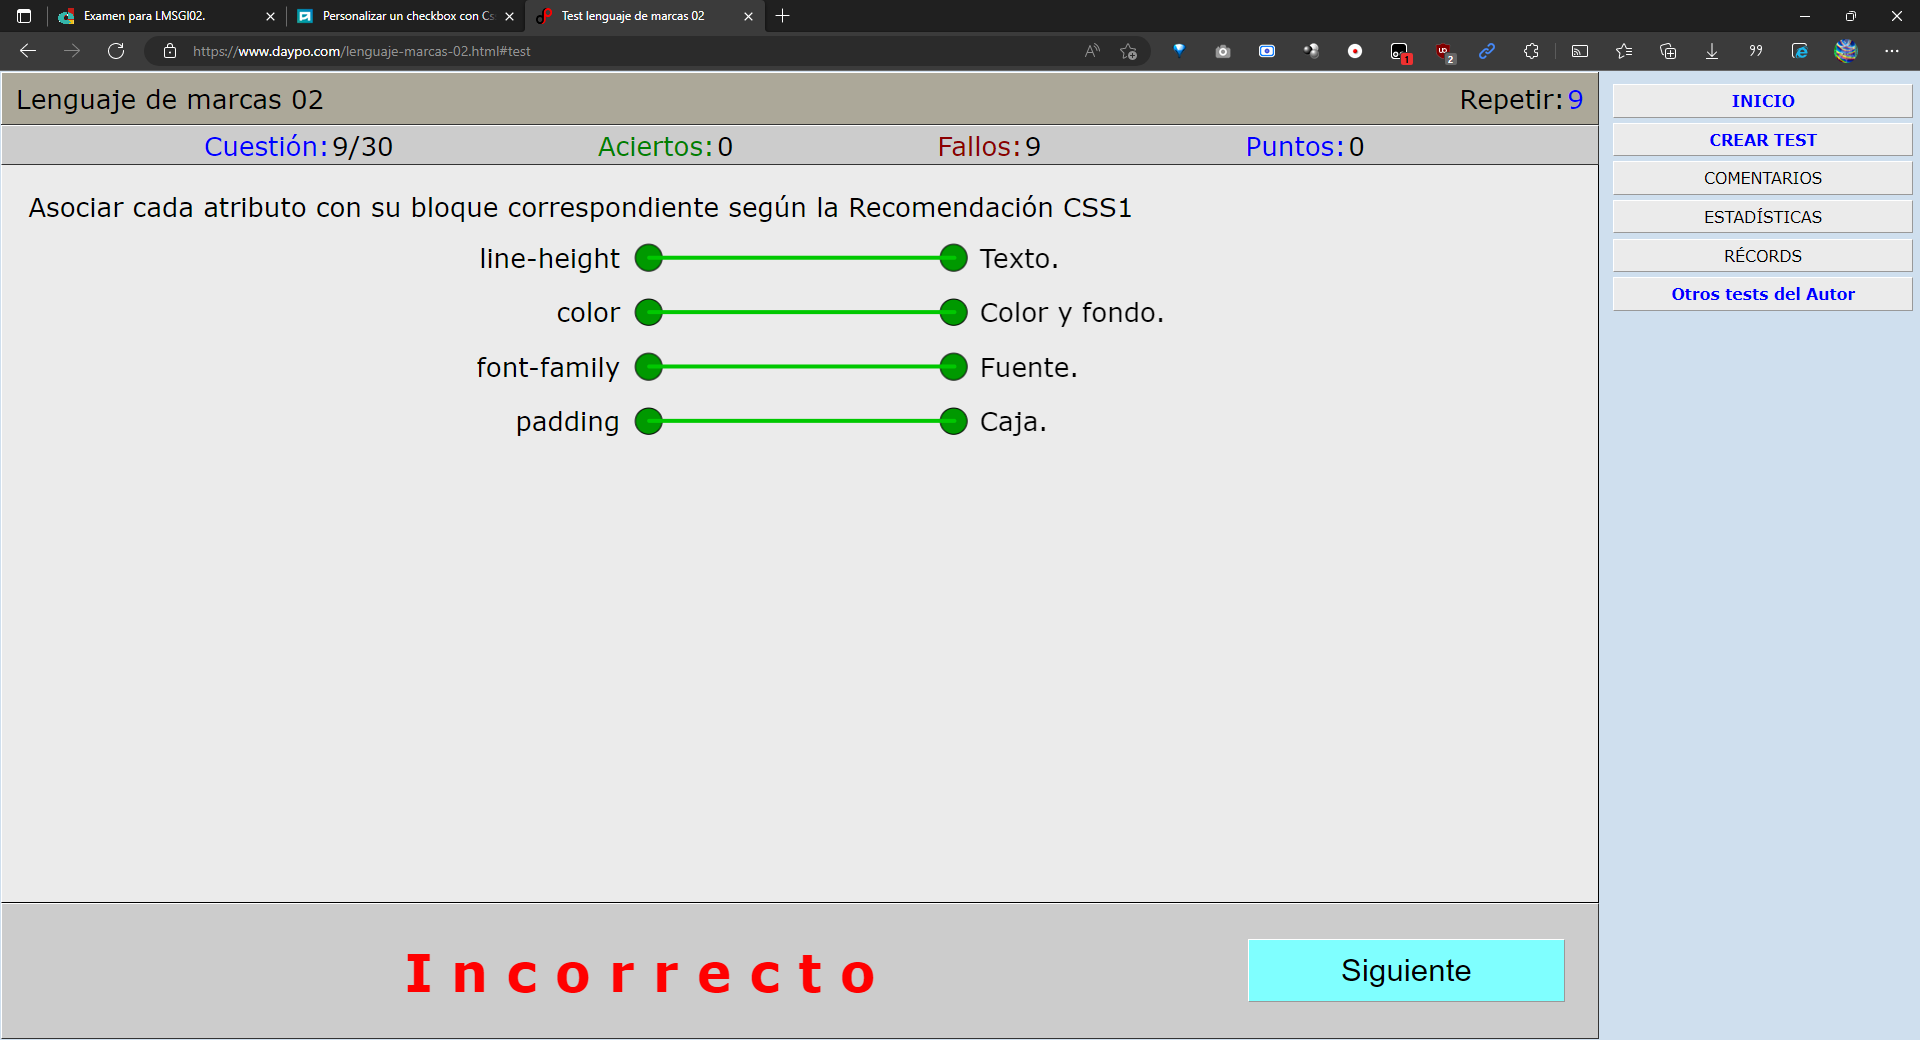 Examen para LMSGI02.
Personalizar un checkbox con Cs
Test lenguaje de marcas 02
https://www.daypo.com/lenguaje-marcas-02.html#test
1
2
Lenguaje de marcas 02
Repetir: 9
Cuestión: 9/30
Aciertos: 0
Fallos: 9
Puntos: 0
Asociar cada atributo con su bloque correspondiente según la Recomendación CSS1
line-height
Texto.
color
Color y fondo.
font-family
Fuente.
padding
Caja.
Incorrecto
Siguiente
INICIO
CREAR TEST
COMENTARIOS
ESTADÍSTICAS
RÉCORDS
Otros tests del Autor